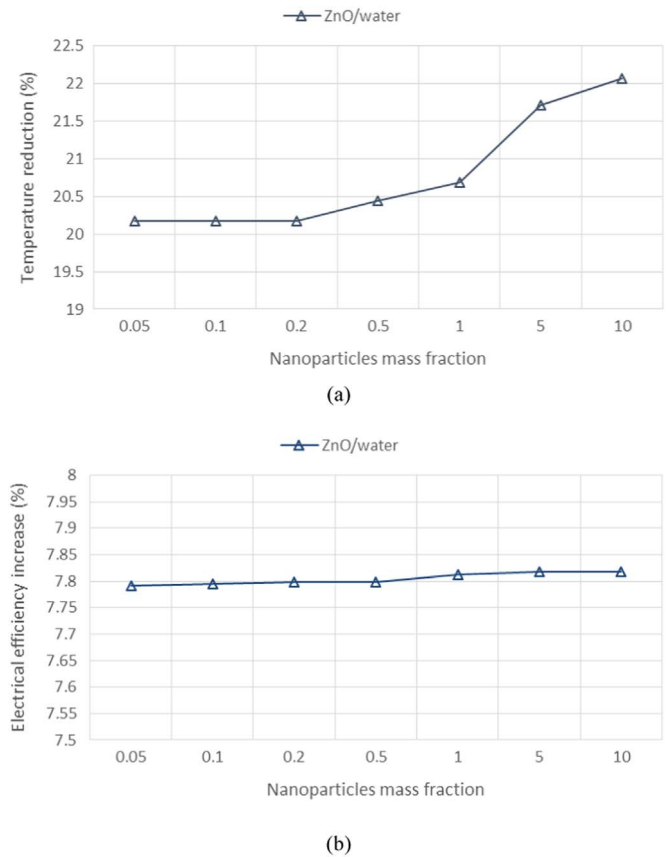 ZnO/water
Temperature reduction (%)
22.5
22
21.5
21
20.5
20
19.5
19
0.05 0.1 0.2 0.5 1 5 10
Nanoparticles mass fraction
(a)
ZnO/water
Electrical efficiency increase (%)
8
7.95
7.9
7.85
7.8
7.75
7.7
7.65
7.6
7.55
7.5
0.05 0.1 0.2 0.5 1 5 10
Nanoparticles mass fraction
(b)